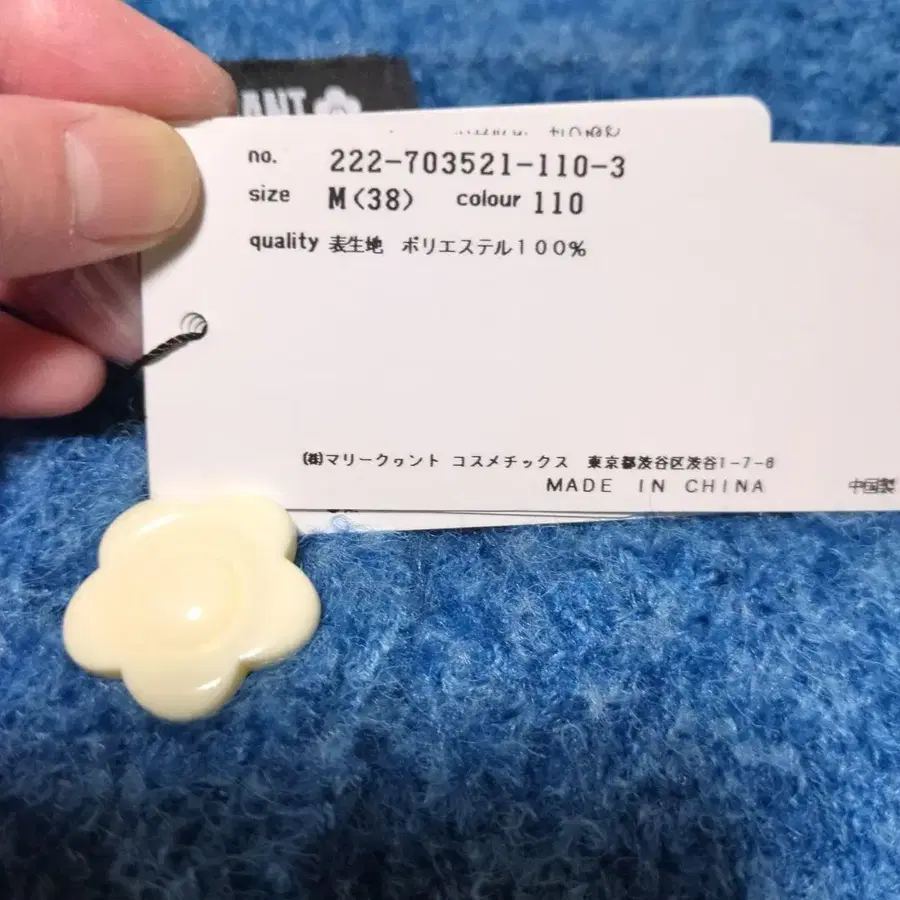 ANT
no. 222-703521-110-3
size M(38) colour 110
quality 表生地 ポリエステル100%
(株)マリークヮント コスメチックス 東京都渋谷区渋谷1-7-6
MADE IN CHINA 中国製